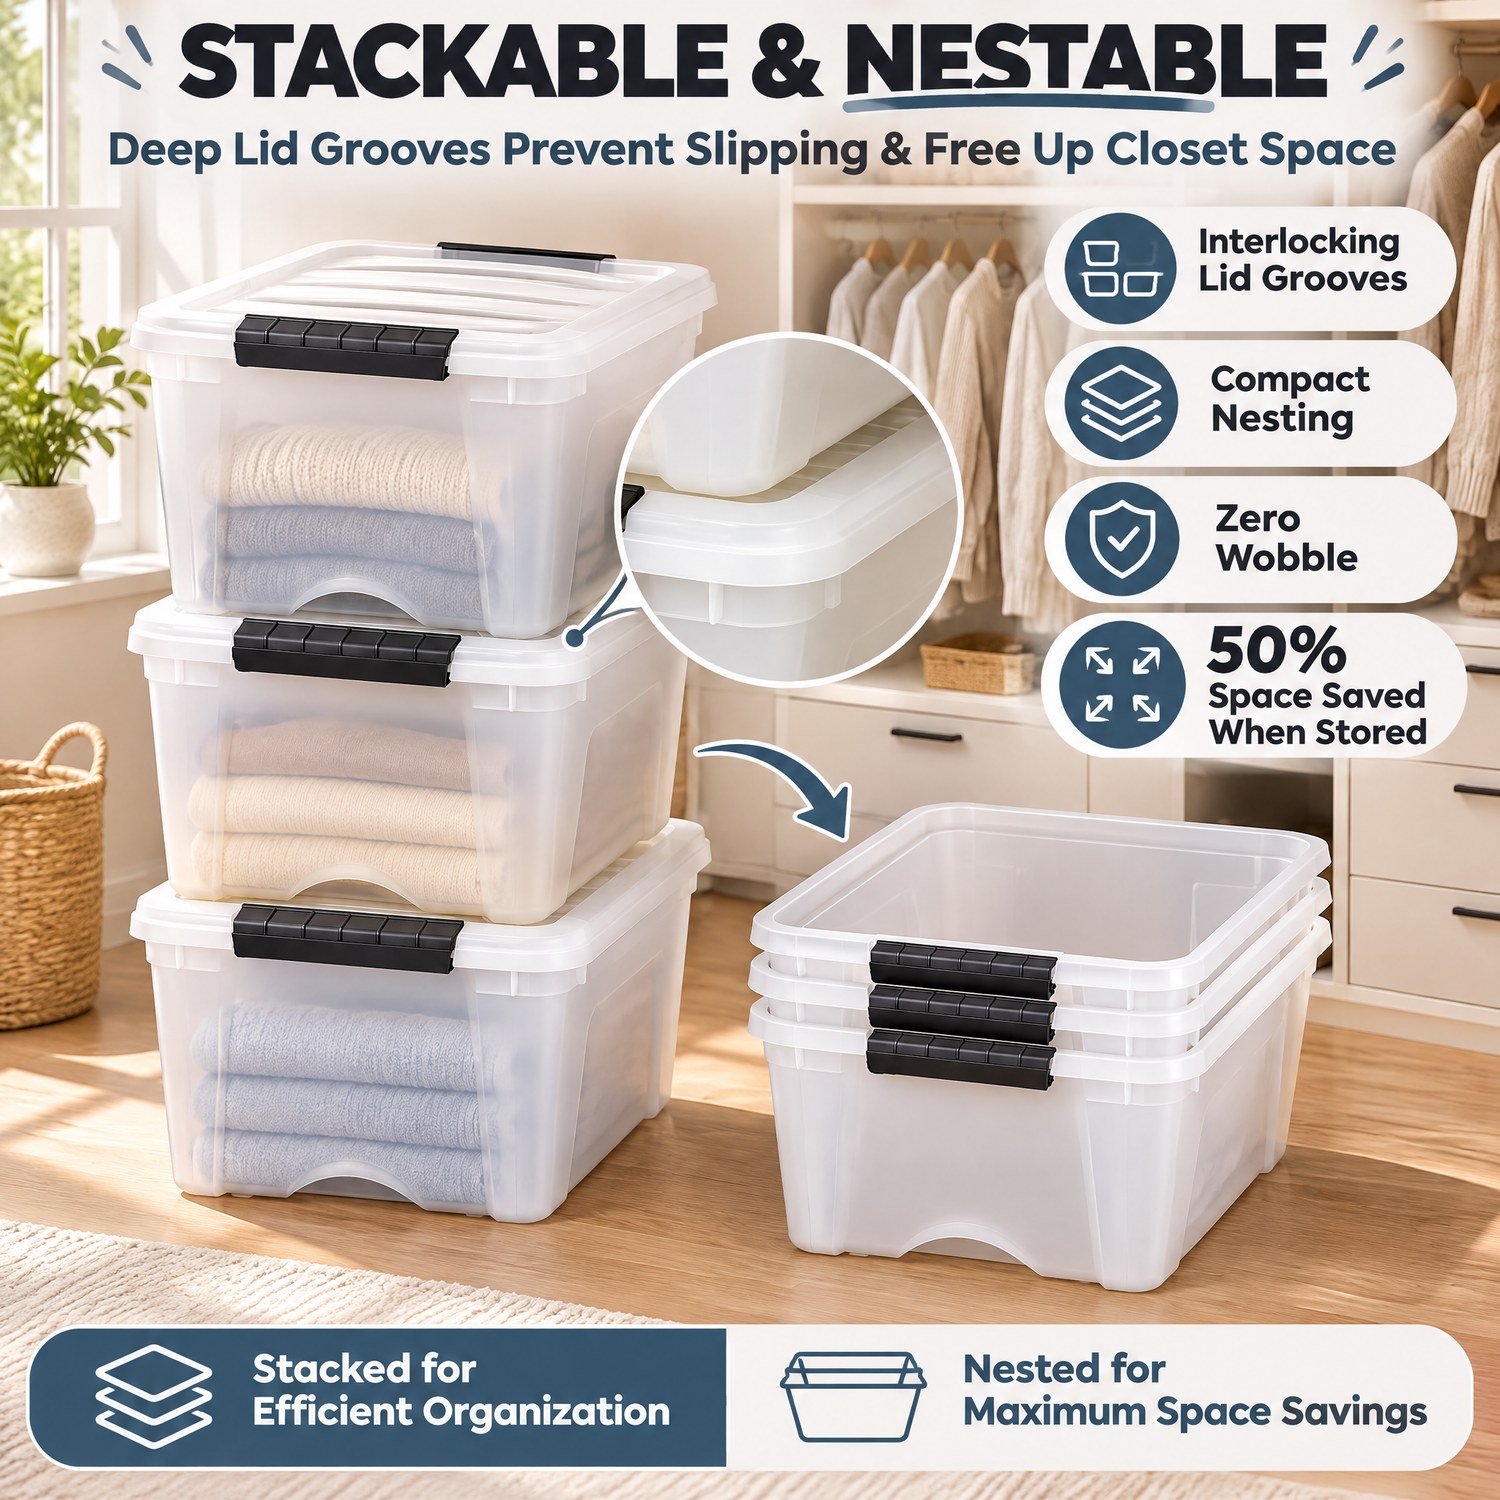 STACKABLE & NESTABLE
Deep Lid Grooves Prevent Slipping & Free Up Closet Space
Interlocking
Lid Grooves
Compact
Nesting
Zero
Wobble
50%
Space Saved
When Stored
Stacked for
Efficient Organization
Nested for
Maximum Space Savings